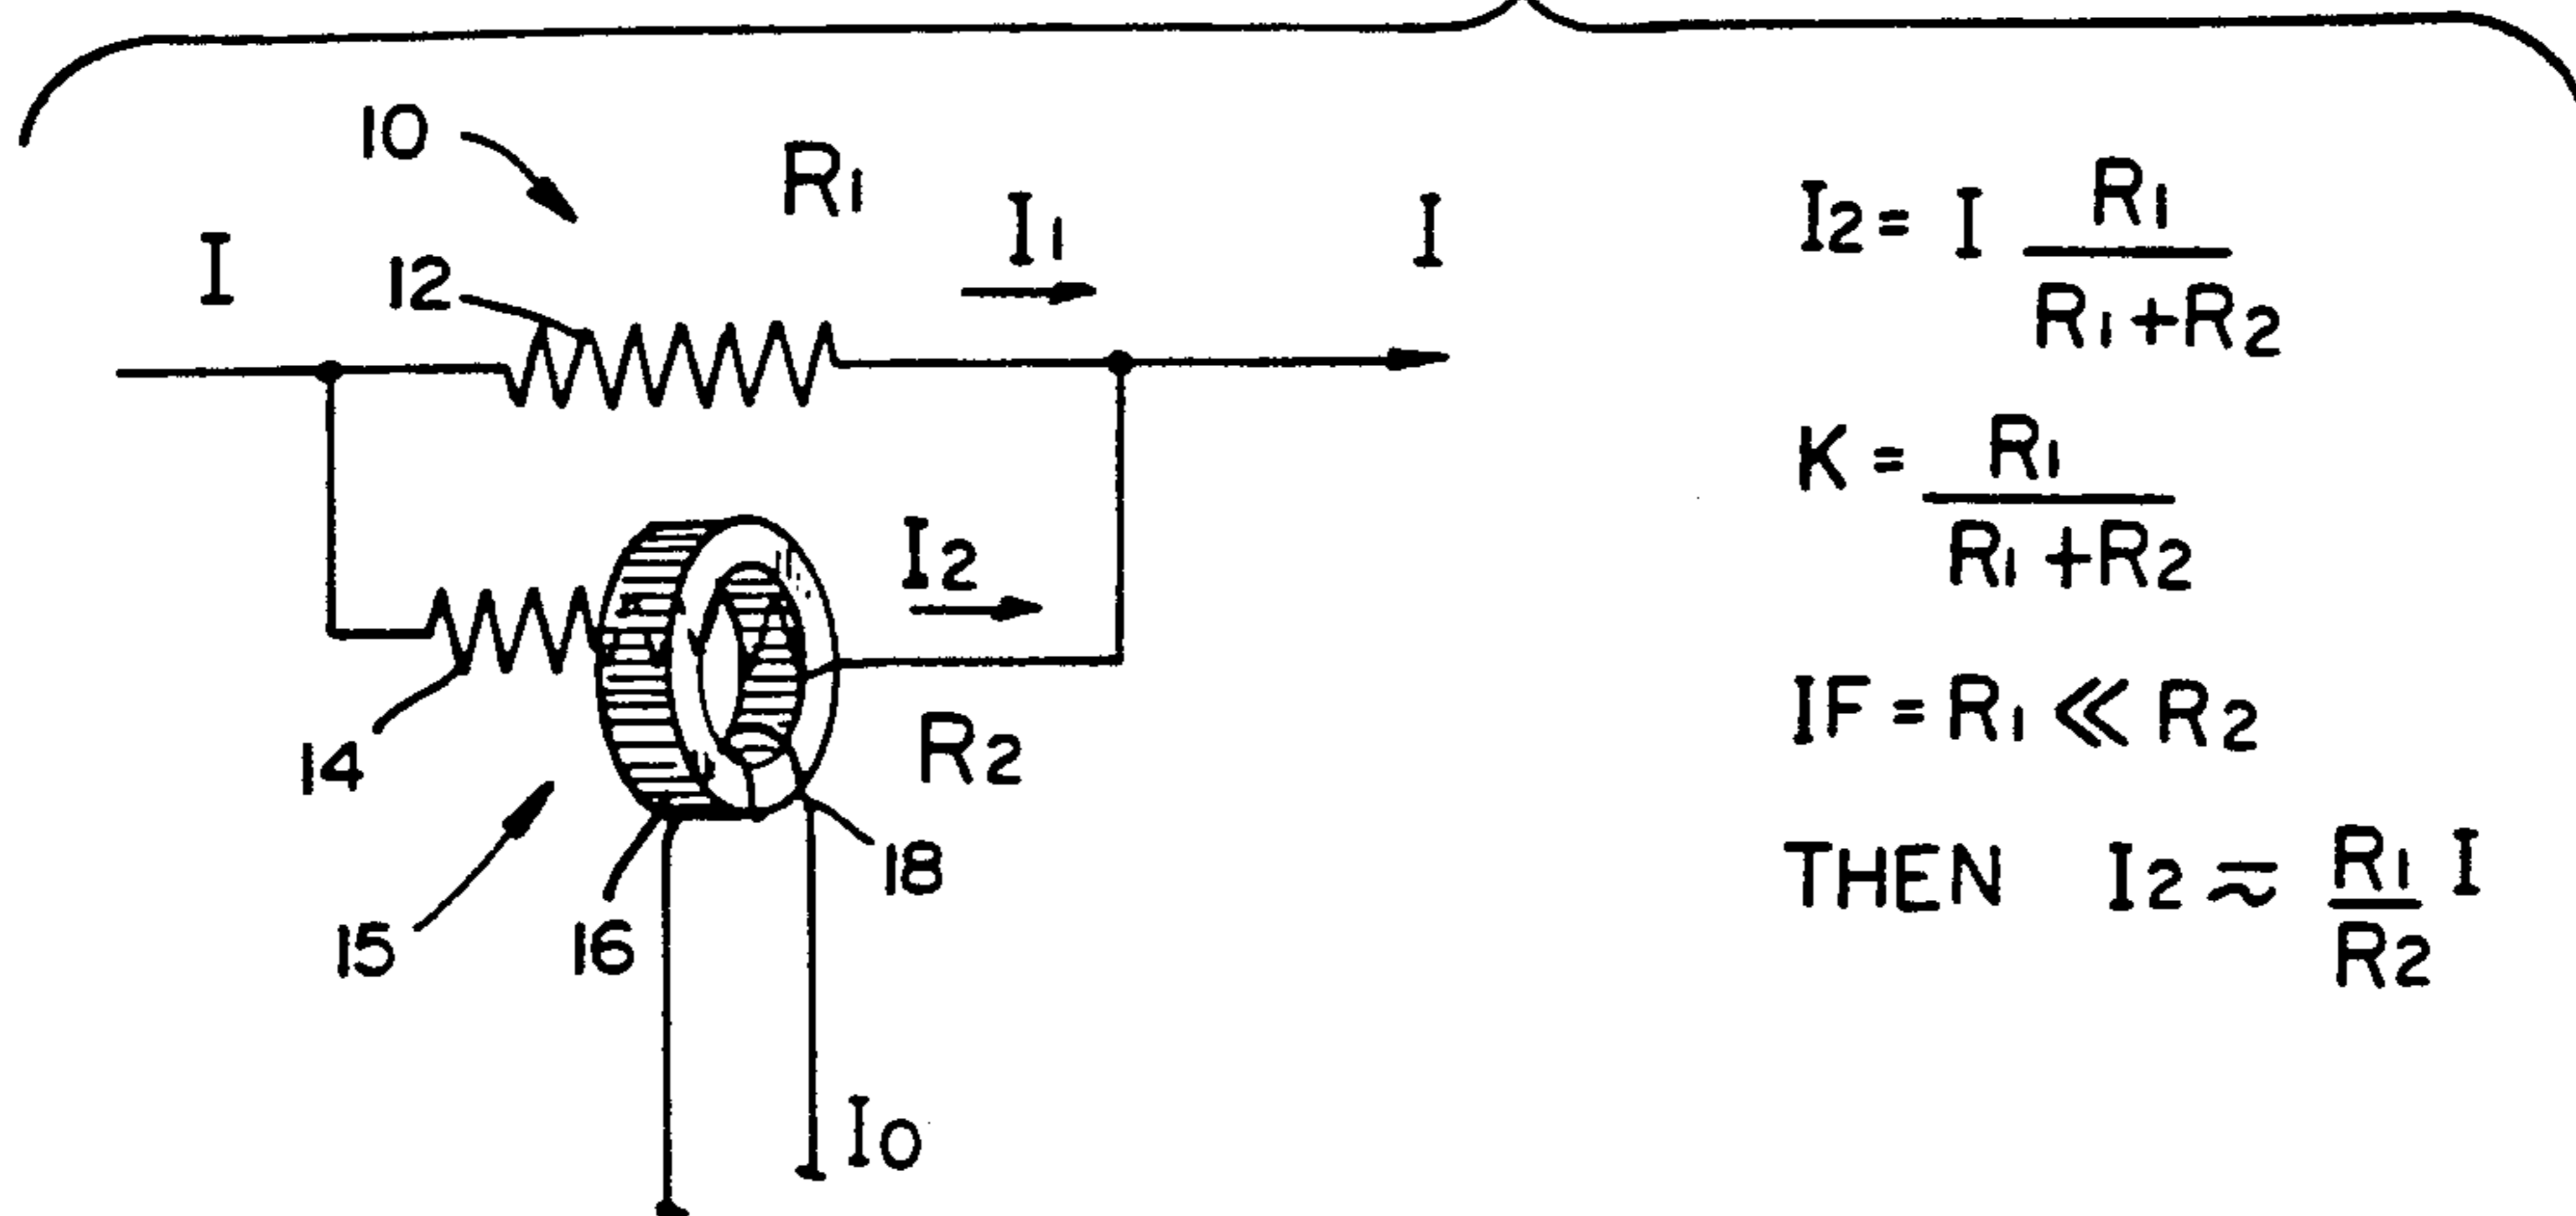 10
R1
I1
I
I
12
I2
14
R2
18
15
16
I0
I2 = I R1
R1+R2
K = R1
R1+R2
IF = R1 ≪ R2
THEN I2 ≈ R1 I
R2